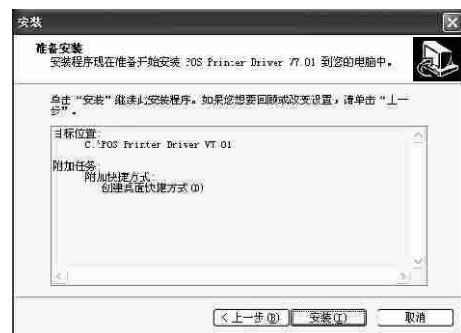 安装
准备安装
安装程序现在准备开始安装 POS Printer Driver V7.01 到您的电脑中。
单击“安装”继续此安装程序。如果您想要回顾或改变设置，请单击“上一
步”。
目标位置:
C:\POS Printer Driver V7.01
附加任务:
附加快捷方式:
创建桌面快捷方式(D)
< 上一步(B)
安装(I)
取消